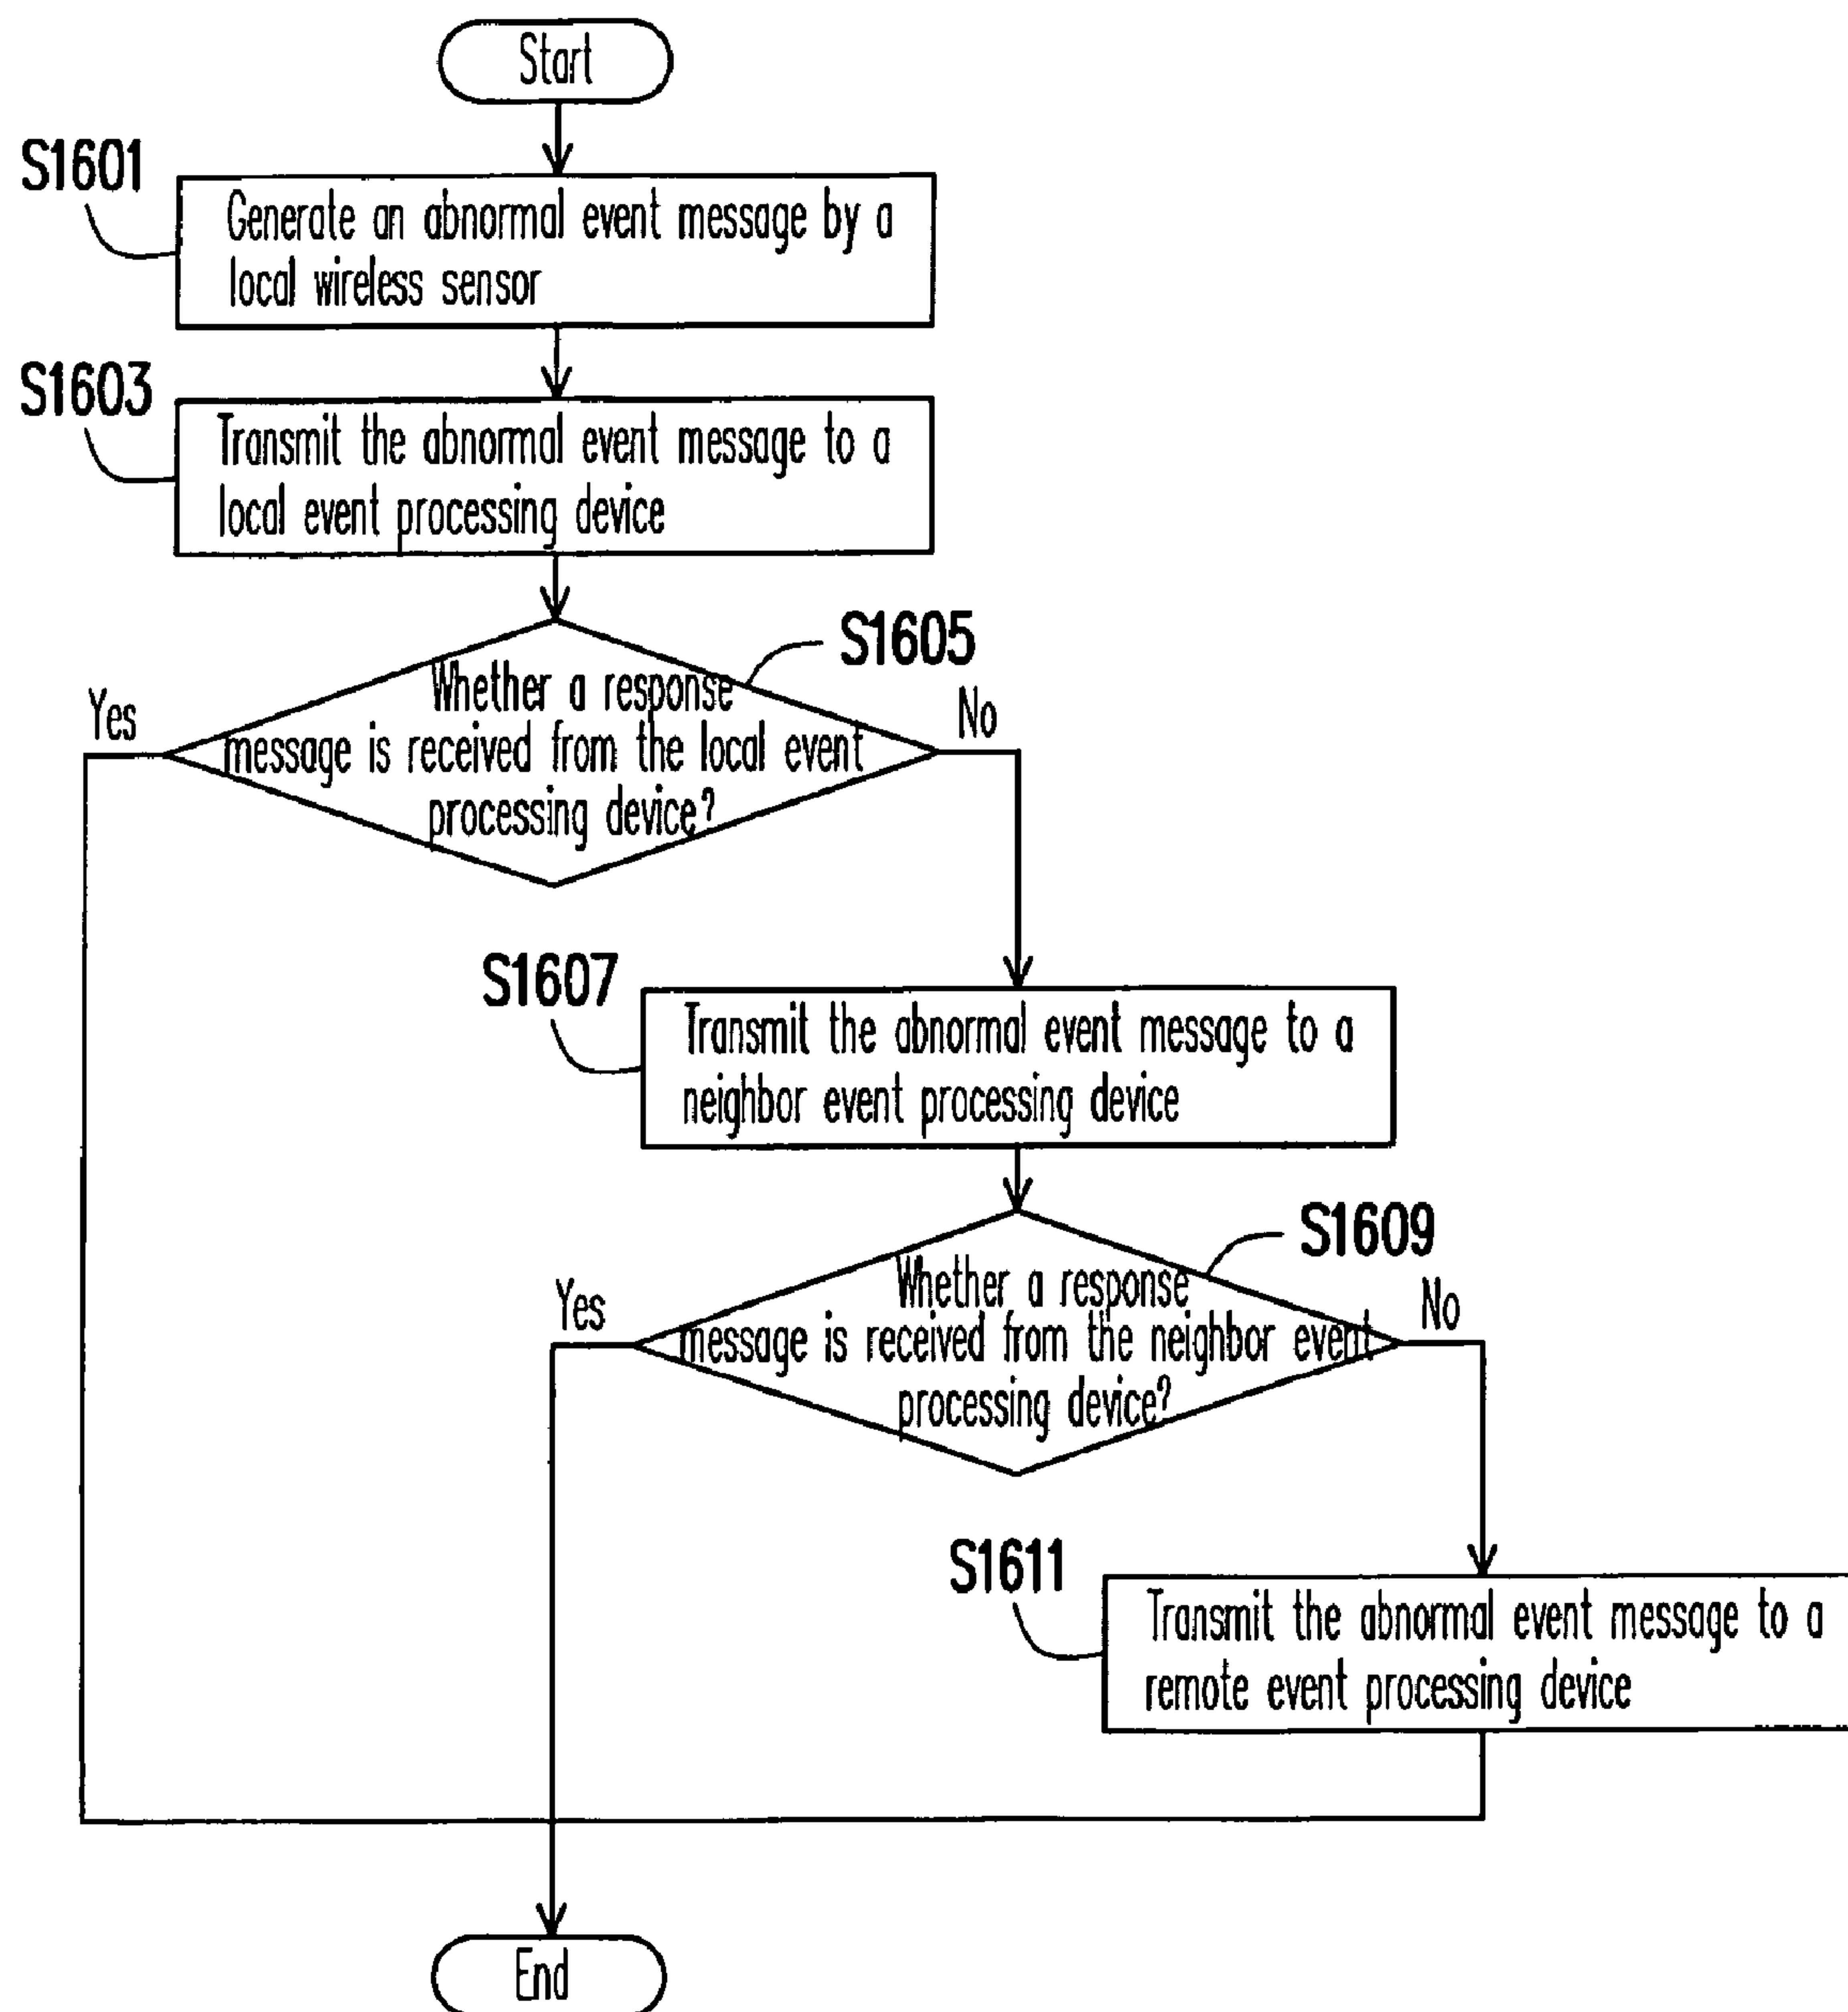 Start
S1601
Generate an abnormal event message by a
local wireless sensor
S1603
Transmit the abnormal event message to a
local event processing device
S1605
Whether a response
message is received from the local event
processing device?
Yes
No
S1607
Transmit the abnormal event message to a
neighbor event processing device
S1609
Whether a response
message is received from the neighbor event
processing device?
Yes
No
S1611
Transmit the abnormal event message to a
remote event processing device
End